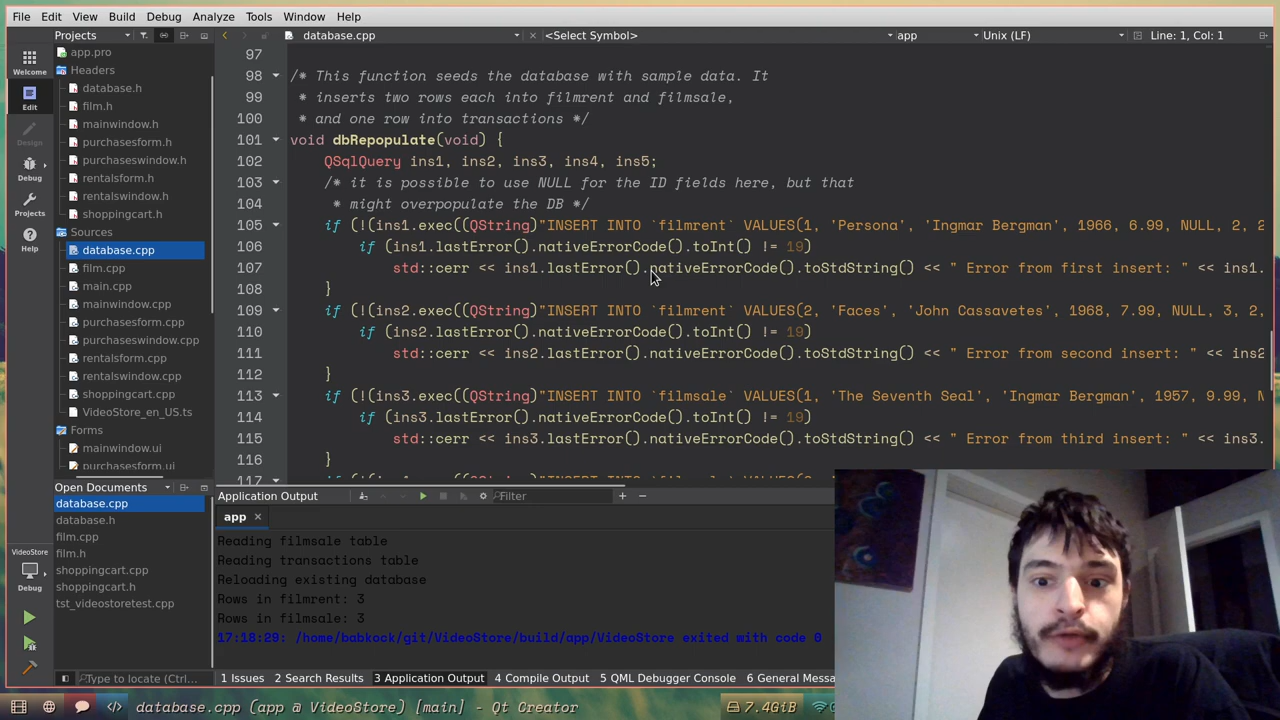 File Edit View Build Debug Analyze Tools Window Help
Projects
database.cpp
<Select Symbol>
app
Unix (LF)
Line: 1, Col: 1
Welcome
Edit
Design
Debug
Projects
Help
VideoStore
Debug
app.pro
Headers
database.h
film.h
mainwindow.h
purchasesform.h
purchaseswindow.h
rentalsform.h
rentalswindow.h
shoppingcart.h
Sources
database.cpp
film.cpp
main.cpp
mainwindow.cpp
purchasesform.cpp
purchaseswindow.cpp
rentalsform.cpp
rentalswindow.cpp
shoppingcart.cpp
VideoStore_en_US.ts
Forms
mainwindow.ui
purchasesform.ui
Open Documents
database.cpp
database.h
film.cpp
film.h
shoppingcart.cpp
shoppingcart.h
tst_videostoretest.cpp
97
98 /* This function seeds the database with sample data. It
99 * inserts two rows each into filmrent and filmsale,
100 * and one row into transactions */
101 void dbRepopulate(void) {
102 QSqlQuery ins1, ins2, ins3, ins4, ins5;
103 /* it is possible to use NULL for the ID fields here, but that
104 * might overpopulate the DB */
105 if (!(ins1.exec((QString)"INSERT INTO `filmrent` VALUES(1, 'Persona', 'Ingmar Bergman', 1966, 6.99, NULL, 2, 2
106 if (ins1.lastError().nativeErrorCode().toInt() != 19)
107 std::cerr << ins1.lastError().nativeErrorCode().toStdString() << " Error from first insert: " << ins1.
108 }
109 if (!(ins2.exec((QString)"INSERT INTO `filmrent` VALUES(2, 'Faces', 'John Cassavetes', 1968, 7.99, NULL, 3, 2,
110 if (ins2.lastError().nativeErrorCode().toInt() != 19)
111 std::cerr << ins2.lastError().nativeErrorCode().toStdString() << " Error from second insert: " << ins2
112 }
113 if (!(ins3.exec((QString)"INSERT INTO `filmsale` VALUES(1, 'The Seventh Seal', 'Ingmar Bergman', 1957, 9.99, N
114 if (ins3.lastError().nativeErrorCode().toInt() != 19)
115 std::cerr << ins3.lastError().nativeErrorCode().toStdString() << " Error from third insert: " << ins3.
116 }
117
Application Output
Filter
app
Reading filmsale table
Reading transactions table
Reloading existing database
Rows in filmrent: 3
Rows in filmsale: 3
17:18:29: /home/babkock/git/VideoStore/build/app/VideoStore exited with code 0
Type to locate (Ctrl...
1 Issues 2 Search Results 3 Application Output 4 Compile Output 5 QML Debugger Console 6 General Messa
database.cpp (app @ VideoStore) [main] - Qt Creator
7.4GiB